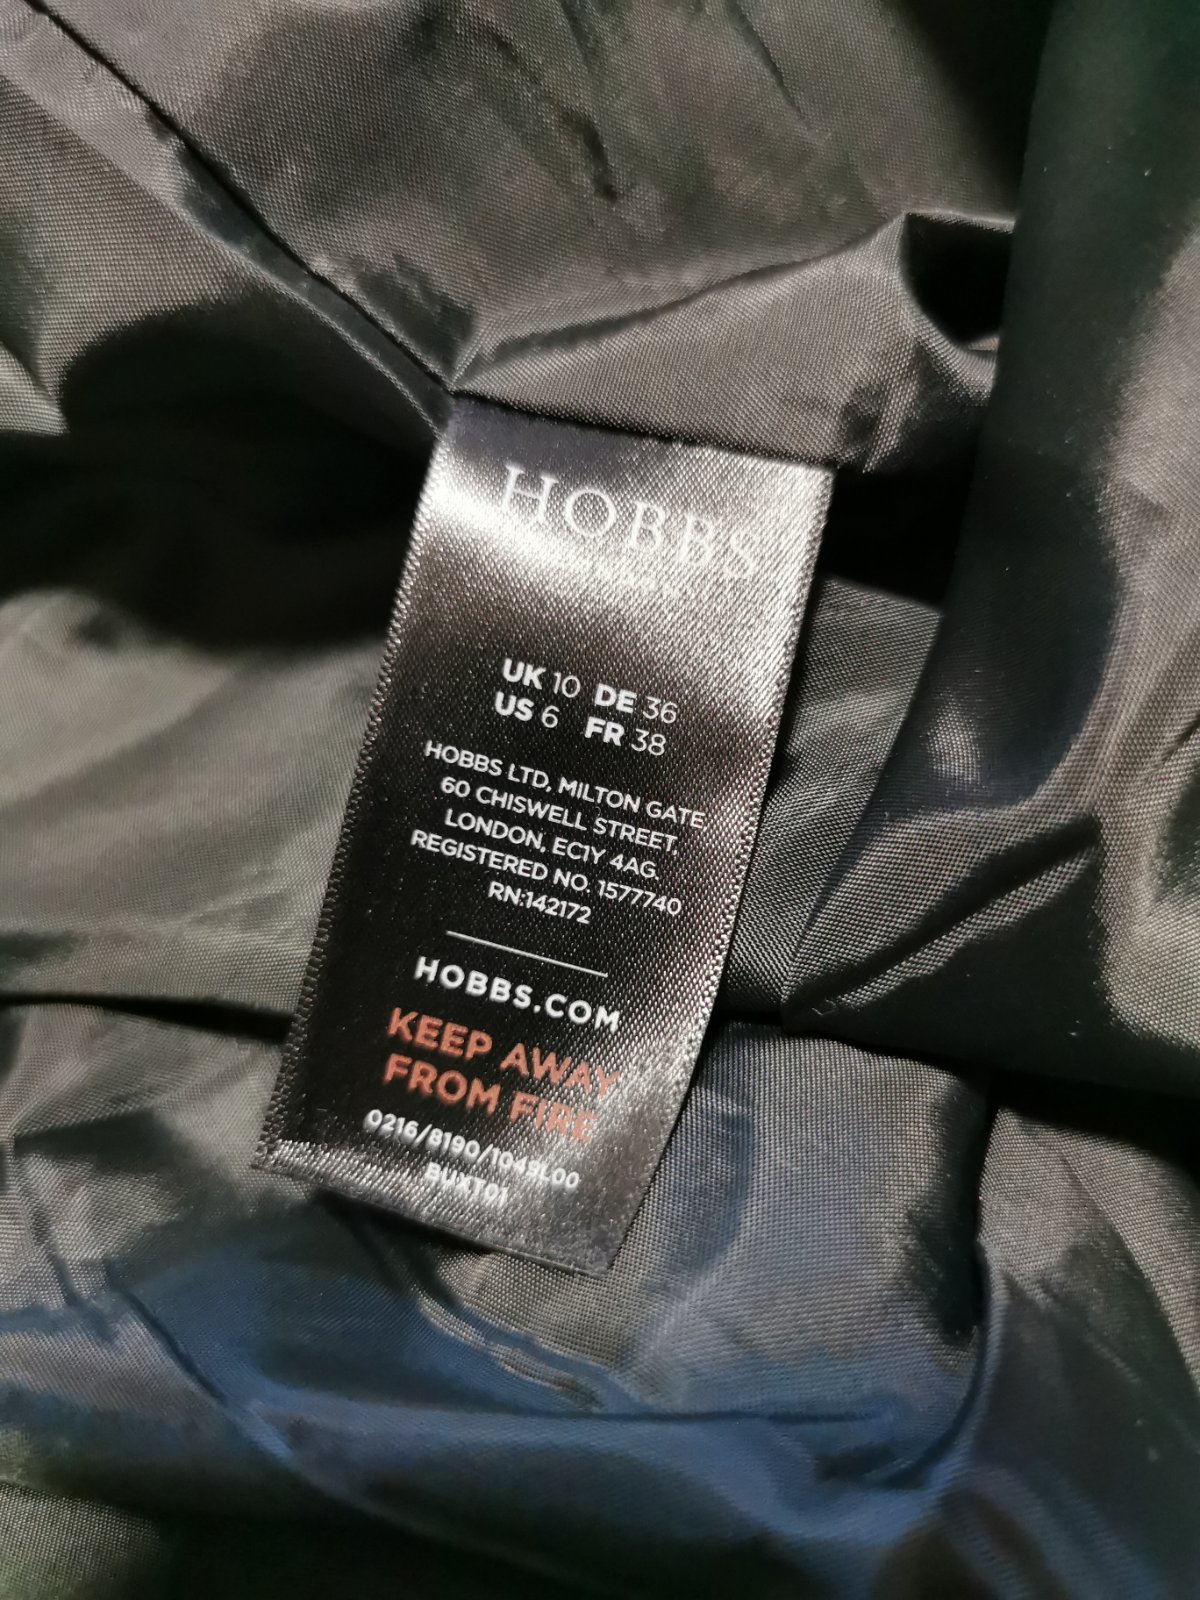 HOBBS
LONDON
UK 10 DE 36
US 6 FR 38
HOBBS LTD, MILTON GATE,
60 CHISWELL STREET,
LONDON, EC1Y 4AG.
REGISTERED NO. 1577740
RN:142172
HOBBS.COM
KEEP AWAY
FROM FIRE
0216/8190/1049L00
BUXT01